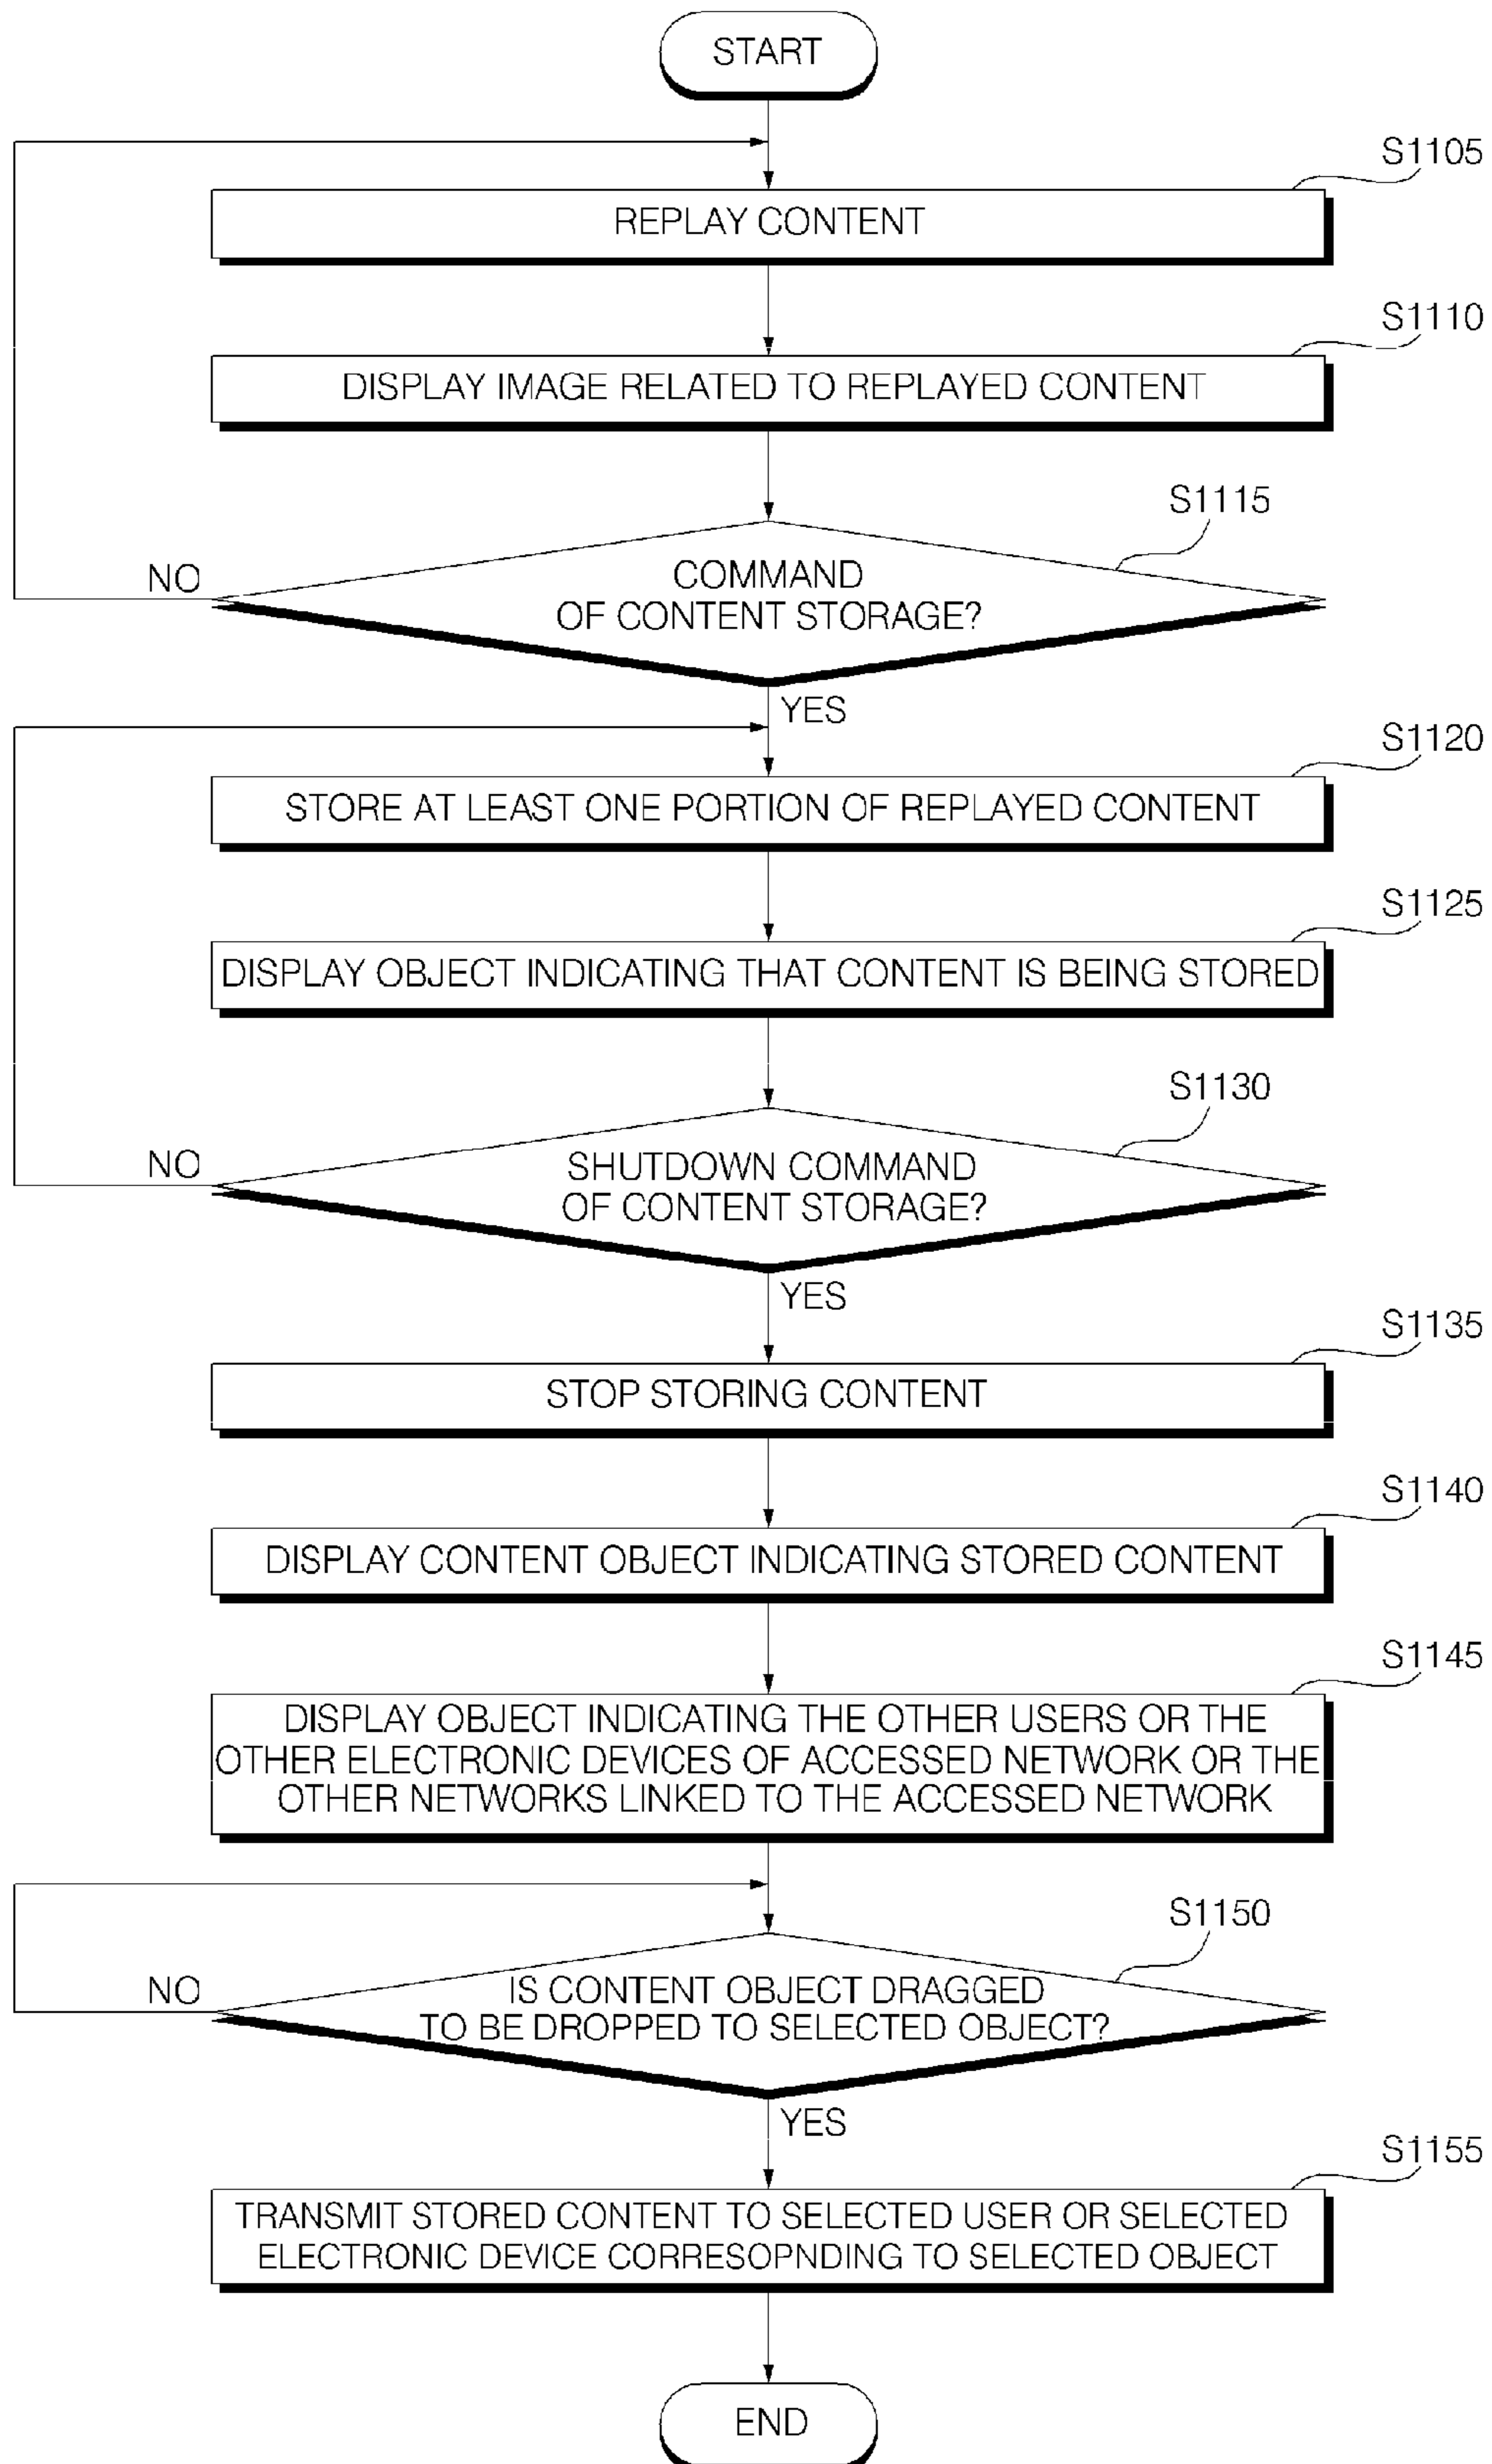 START
S1105
REPLAY CONTENT
S1110
DISPLAY IMAGE RELATED TO REPLAYED CONTENT
S1115
COMMAND
OF CONTENT STORAGE?
NO
YES
S1120
STORE AT LEAST ONE PORTION OF REPLAYED CONTENT
S1125
DISPLAY OBJECT INDICATING THAT CONTENT IS BEING STORED
S1130
SHUTDOWN COMMAND
OF CONTENT STORAGE?
NO
YES
S1135
STOP STORING CONTENT
S1140
DISPLAY CONTENT OBJECT INDICATING STORED CONTENT
S1145
DISPLAY OBJECT INDICATING THE OTHER USERS OR THE
OTHER ELECTRONIC DEVICES OF ACCESSED NETWORK OR THE
OTHER NETWORKS LINKED TO THE ACCESSED NETWORK
S1150
IS CONTENT OBJECT DRAGGED
TO BE DROPPED TO SELECTED OBJECT?
NO
YES
S1155
TRANSMIT STORED CONTENT TO SELECTED USER OR SELECTED
ELECTRONIC DEVICE CORRESOPNDING TO SELECTED OBJECT
END